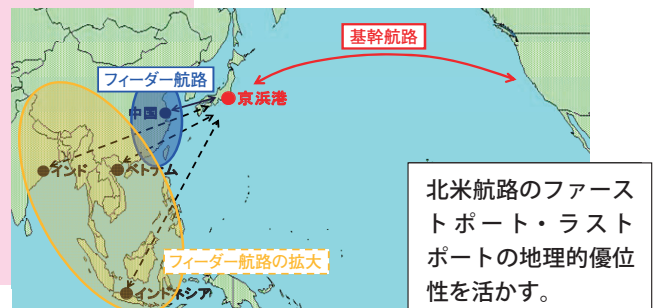 基幹航路
フィーダー航路
京浜港
中国
インド
ベトナム
フィーダー航路の拡大
インドネシア
北米航路のファース
トポート・ラスト
ポートの地理的優位
性を活かす。